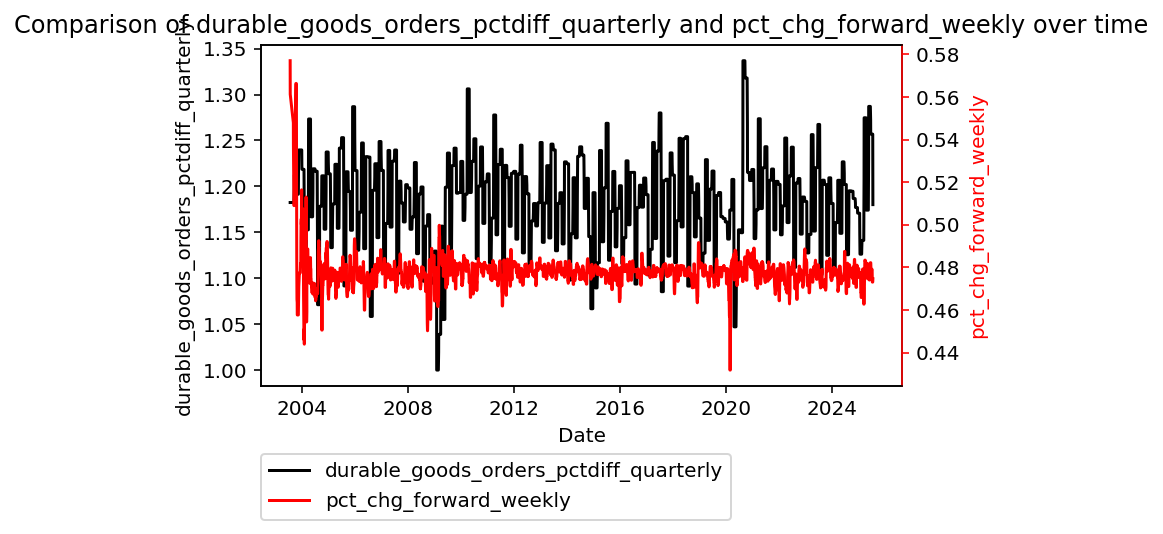 Comparison of durable_goods_orders_pctdiff_quarterly and pct_chg_forward_weekly over time
durable_goods_orders_pctdiff_quarterly
1.35
1.30
1.25
1.20
1.15
1.10
1.05
1.00
0.58
0.56
0.54
0.52
0.50
0.48
0.46
0.44
pct_chg_forward_weekly
2004 2008 2012 2016 2020 2024
Date
durable_goods_orders_pctdiff_quarterly
pct_chg_forward_weekly